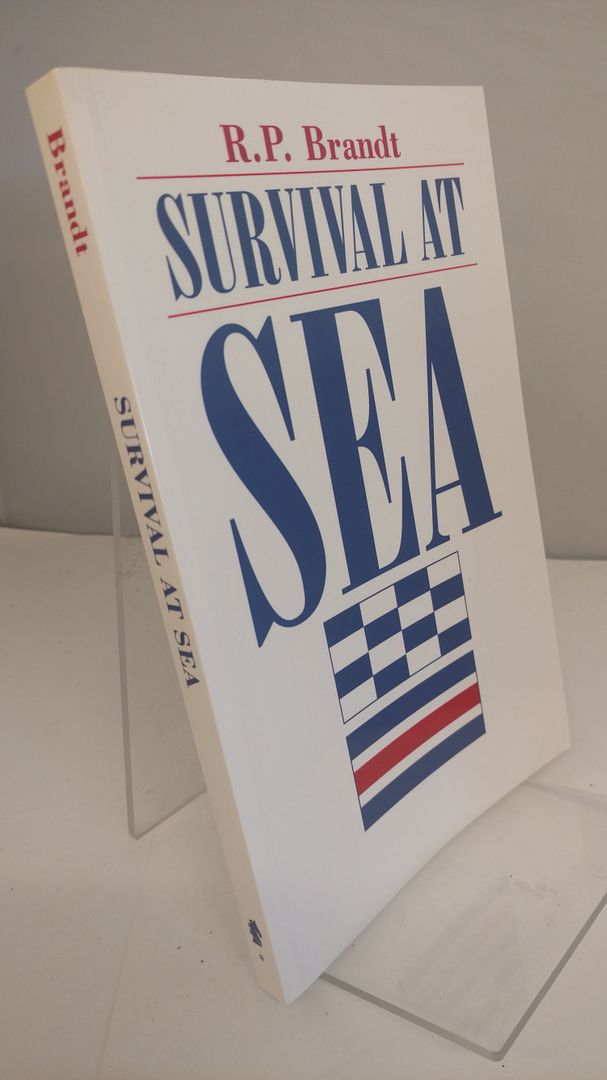 R.P. Brandt
SURVIVAL AT
SEA
Brandt
SURVIVAL AT SEA